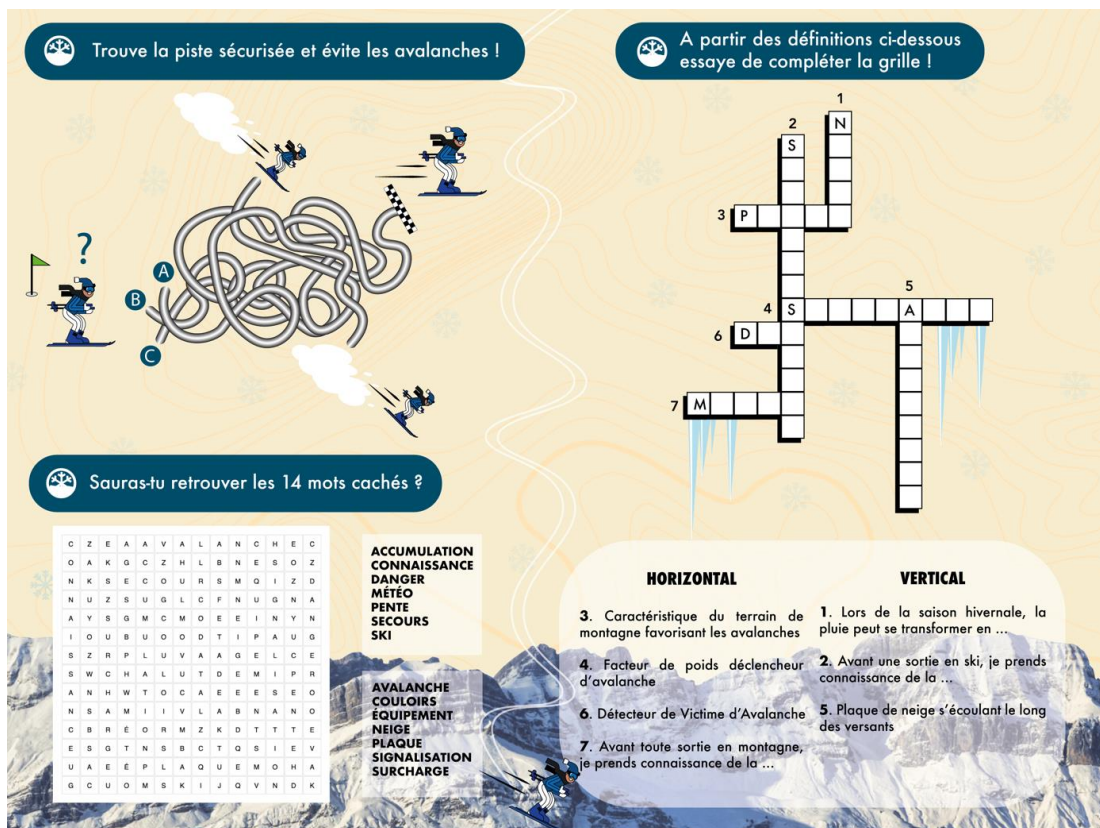 Trouve la piste sécurisée et évite les avalanches !
?
A
B
C
Sauras-tu retrouver les 14 mots cachés ?
C Z E A A V A L A N C H E C
O A K G C Z H L B N E S O Z
N K S E C O U R S M Q I Z D
N U Z S U G L C F N U G N A
A Y S G M C M O E E I N Y N
I O U B U O O D T I P A U G
S Z R P L U V A A G E L C E
S W C H A L U T D E M I P R
A N H W T O C A E E E S E O
N S A M I I V L A B N A N O
C B R É O R M Z K D T T T E
E S G T N S B C T Q S I E V
U A E É P L A Q U E M O H A
G C U O M S K I J Q V N D K
ACCUMULATION
CONNAISSANCE
DANGER
MÉTÉO
PENTE
SECOURS
SKI
AVALANCHE
COULOIRS
ÉQUIPEMENT
NEIGE
PLAQUE
SIGNALISATION
SURCHARGE
A partir des définitions ci-dessous
essaye de compléter la grille !
1
N
2
S
3 P
5
4 S A
6 D
7 M
HORIZONTAL
3. Caractéristique du terrain de
montagne favorisant les avalanches
4. Facteur de poids déclencheur
d'avalanche
6. Détecteur de Victime d'Avalanche
7. Avant toute sortie en montagne,
je prends connaissance de la ...
VERTICAL
1. Lors de la saison hivernale, la
pluie peut se transformer en ...
2. Avant une sortie en ski, je prends
connaissance de la ...
5. Plaque de neige s'écoulant le long
des versants